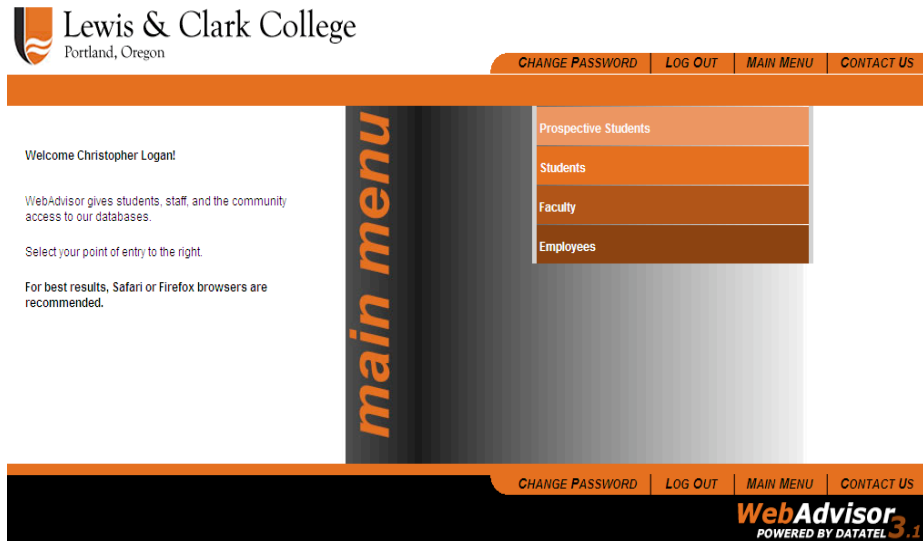 Lewis & Clark College
Portland, Oregon
CHANGE PASSWORD | LOG OUT | MAIN MENU | CONTACT US
Welcome Christopher Logan!
WebAdvisor gives students, staff, and the community
access to our databases.
Select your point of entry to the right.
For best results, Safari or Firefox browsers are
recommended.
main menu
Prospective Students
Students
Faculty
Employees
CHANGE PASSWORD | LOG OUT | MAIN MENU | CONTACT US
WebAdvisor 3.1
POWERED BY DATATEL